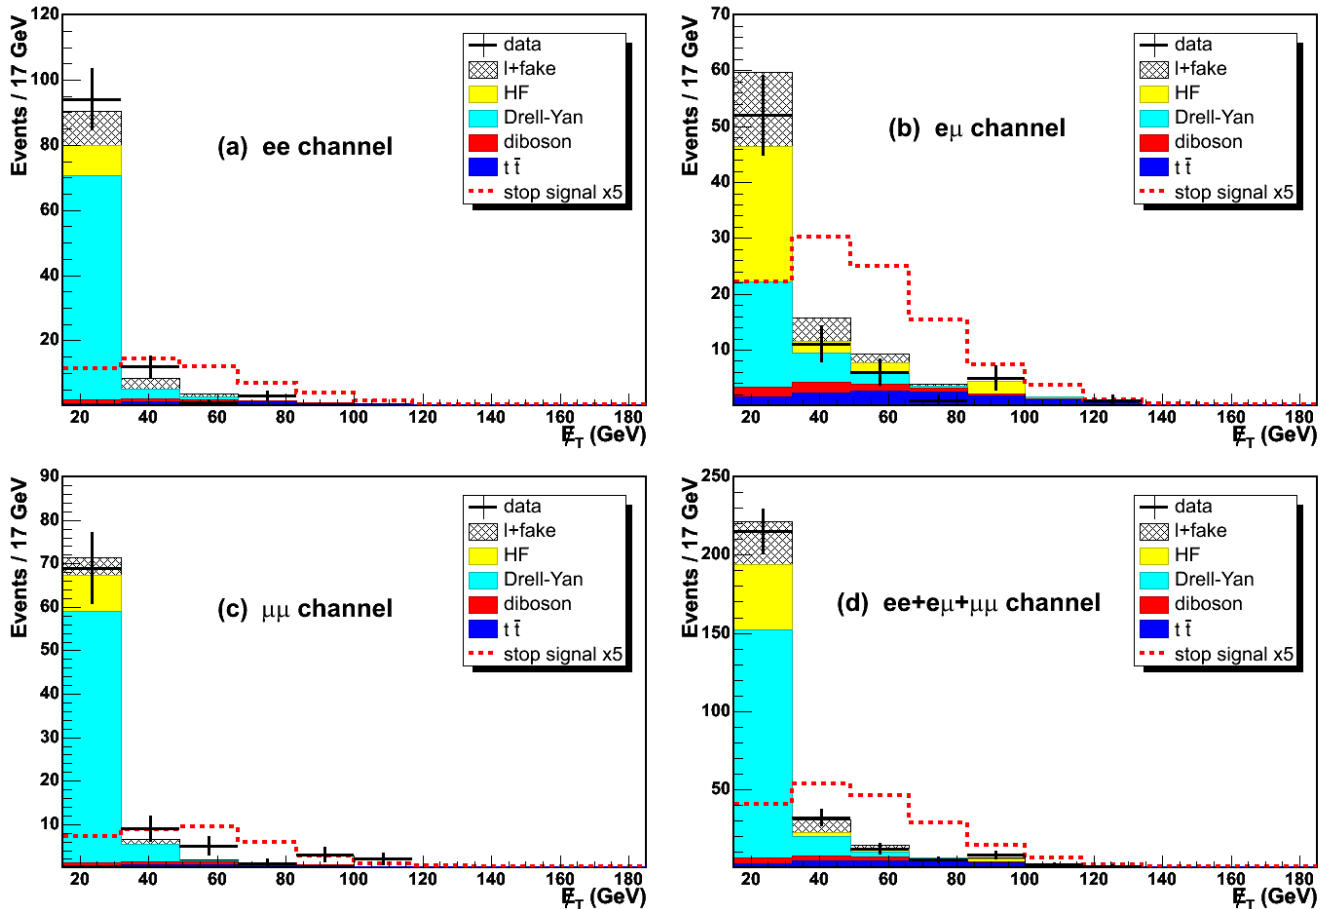 Events / 17 GeV
120
100
80
60
40
20
(a) ee channel
data
l+fake
HF
Drell-Yan
diboson
t t̄
stop signal x5
20 40 60 80 100 120 140 160 180
E̸T (GeV)
Events / 17 GeV
70
60
50
40
30
20
10
(b) eμ channel
data
l+fake
HF
Drell-Yan
diboson
t t̄
stop signal x5
20 40 60 80 100 120 140 160 180
E̸T (GeV)
Events / 17 GeV
90
80
70
60
50
40
30
20
10
(c) μμ channel
data
l+fake
HF
Drell-Yan
diboson
t t̄
stop signal x5
20 40 60 80 100 120 140 160 180
E̸T (GeV)
Events / 17 GeV
250
200
150
100
50
(d) ee+eμ+μμ channel
data
l+fake
HF
Drell-Yan
diboson
t t̄
stop signal x5
20 40 60 80 100 120 140 160 180
E̸T (GeV)